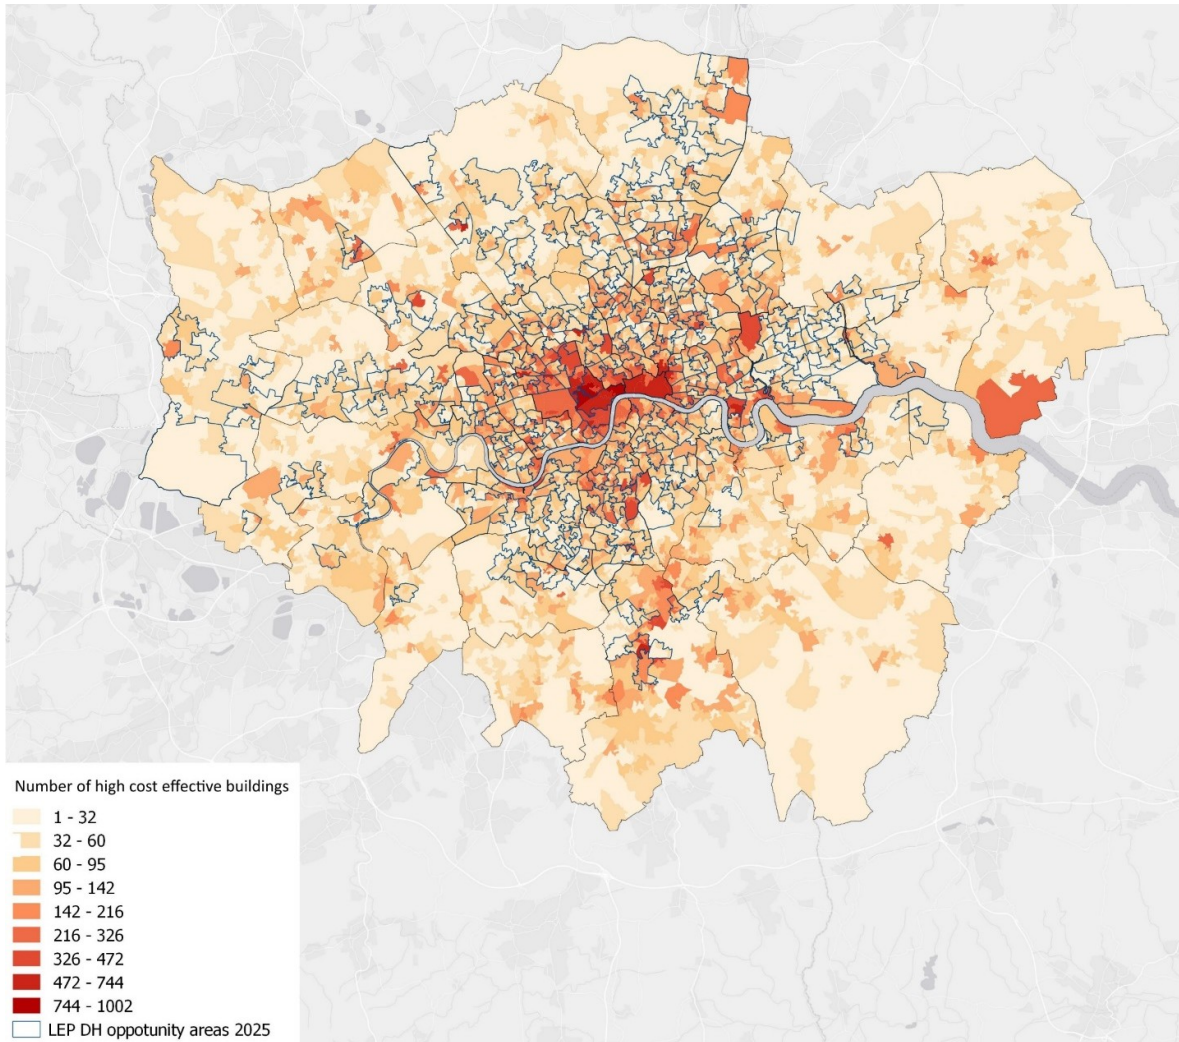 Number of high cost effective buildings
1 - 32
32 - 60
60 - 95
95 - 142
142 - 216
216 - 326
326 - 472
472 - 744
744 - 1002
LEP DH oppotunity areas 2025